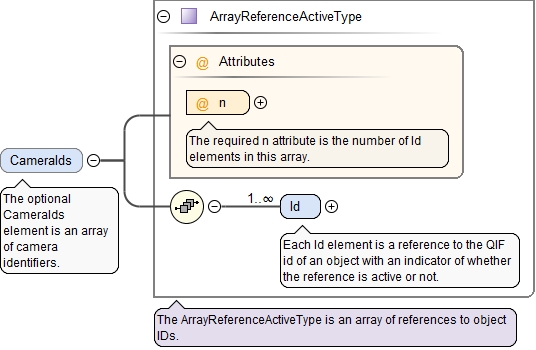 ArrayReferenceActiveType
@ Attributes
@ n
The required n attribute is the number of Id
elements in this array.
CameraIds
The optional
CameraIds
element is an array
of camera
identifiers.
1..∞
Id
Each Id element is a reference to the QIF
id of an object with an indicator of whether
the reference is active or not.
The ArrayReferenceActiveType is an array of references to object
IDs.